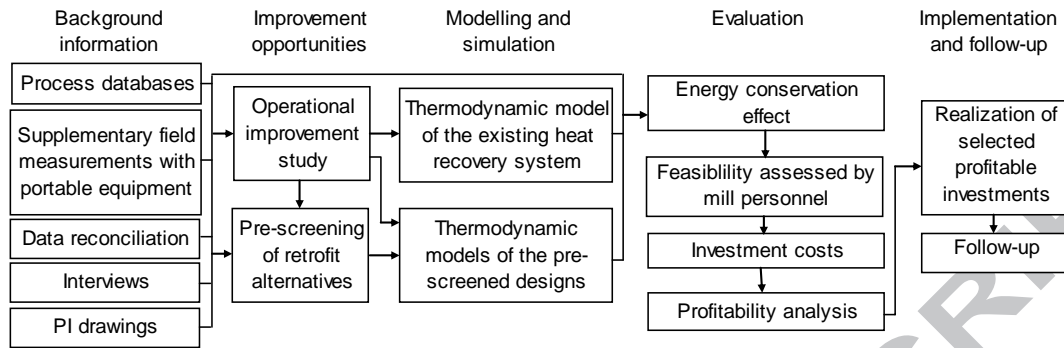 Background
information
Improvement
opportunities
Modelling and
simulation
Evaluation
Implementation
and follow-up
Process databases
Supplementary field
measurements with
portable equipment
Data reconciliation
Interviews
PI drawings
Operational
improvement
study
Pre-screening
of retrofit
alternatives
Thermodynamic model
of the existing heat
recovery system
Thermodynamic
models of the pre-
screened designs
Energy conservation
effect
Feasiblility assessed by
mill personnel
Investment costs
Profitability analysis
Realization of
selected
profitable
investments
Follow-up
SCRIP